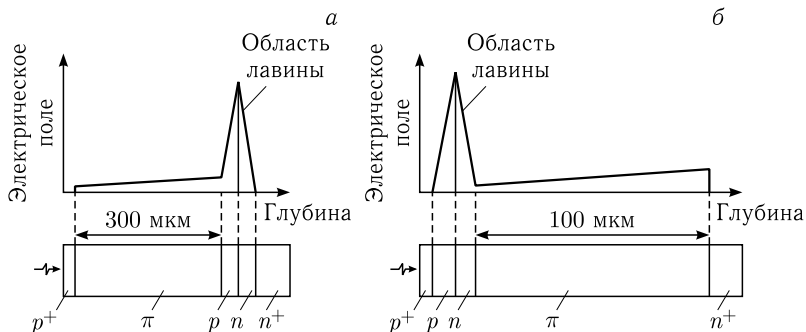 а
Электрическое
поле
Область
лавины
Глубина
300 мкм
p+
π
p
n
n+
б
Электрическое
поле
Область
лавины
Глубина
100 мкм
p+
p
n
π
n+